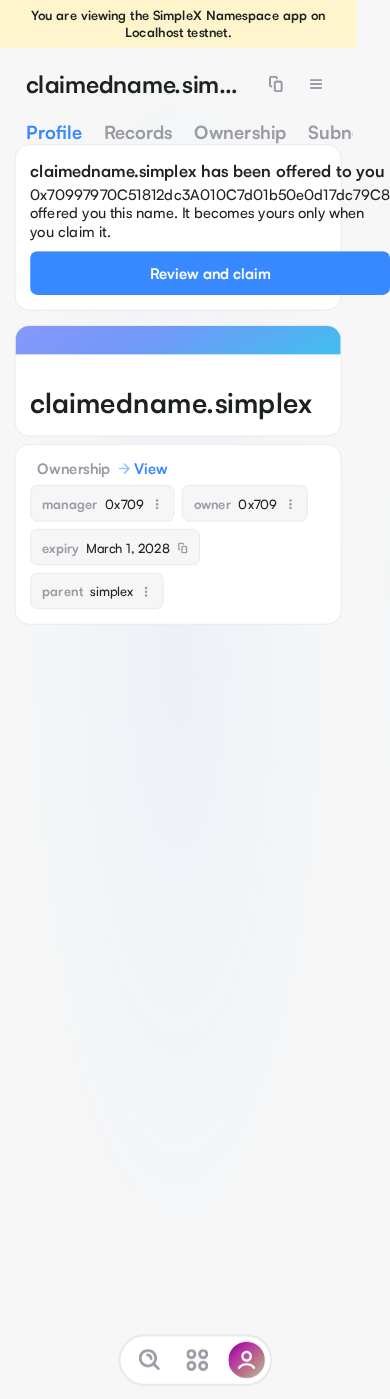 You are viewing the SimpleX Namespace app on
Localhost testnet.
claimedname.sim...
Profile Records Ownership Subn
claimedname.simplex has been offered to you
0x70997970C51812dc3A010C7d01b50e0d17dc79C8
offered you this name. It becomes yours only when
you claim it.
Review and claim
claimedname.simplex
Ownership → View
manager 0x709 owner 0x709
expiry March 1, 2028
parent simplex